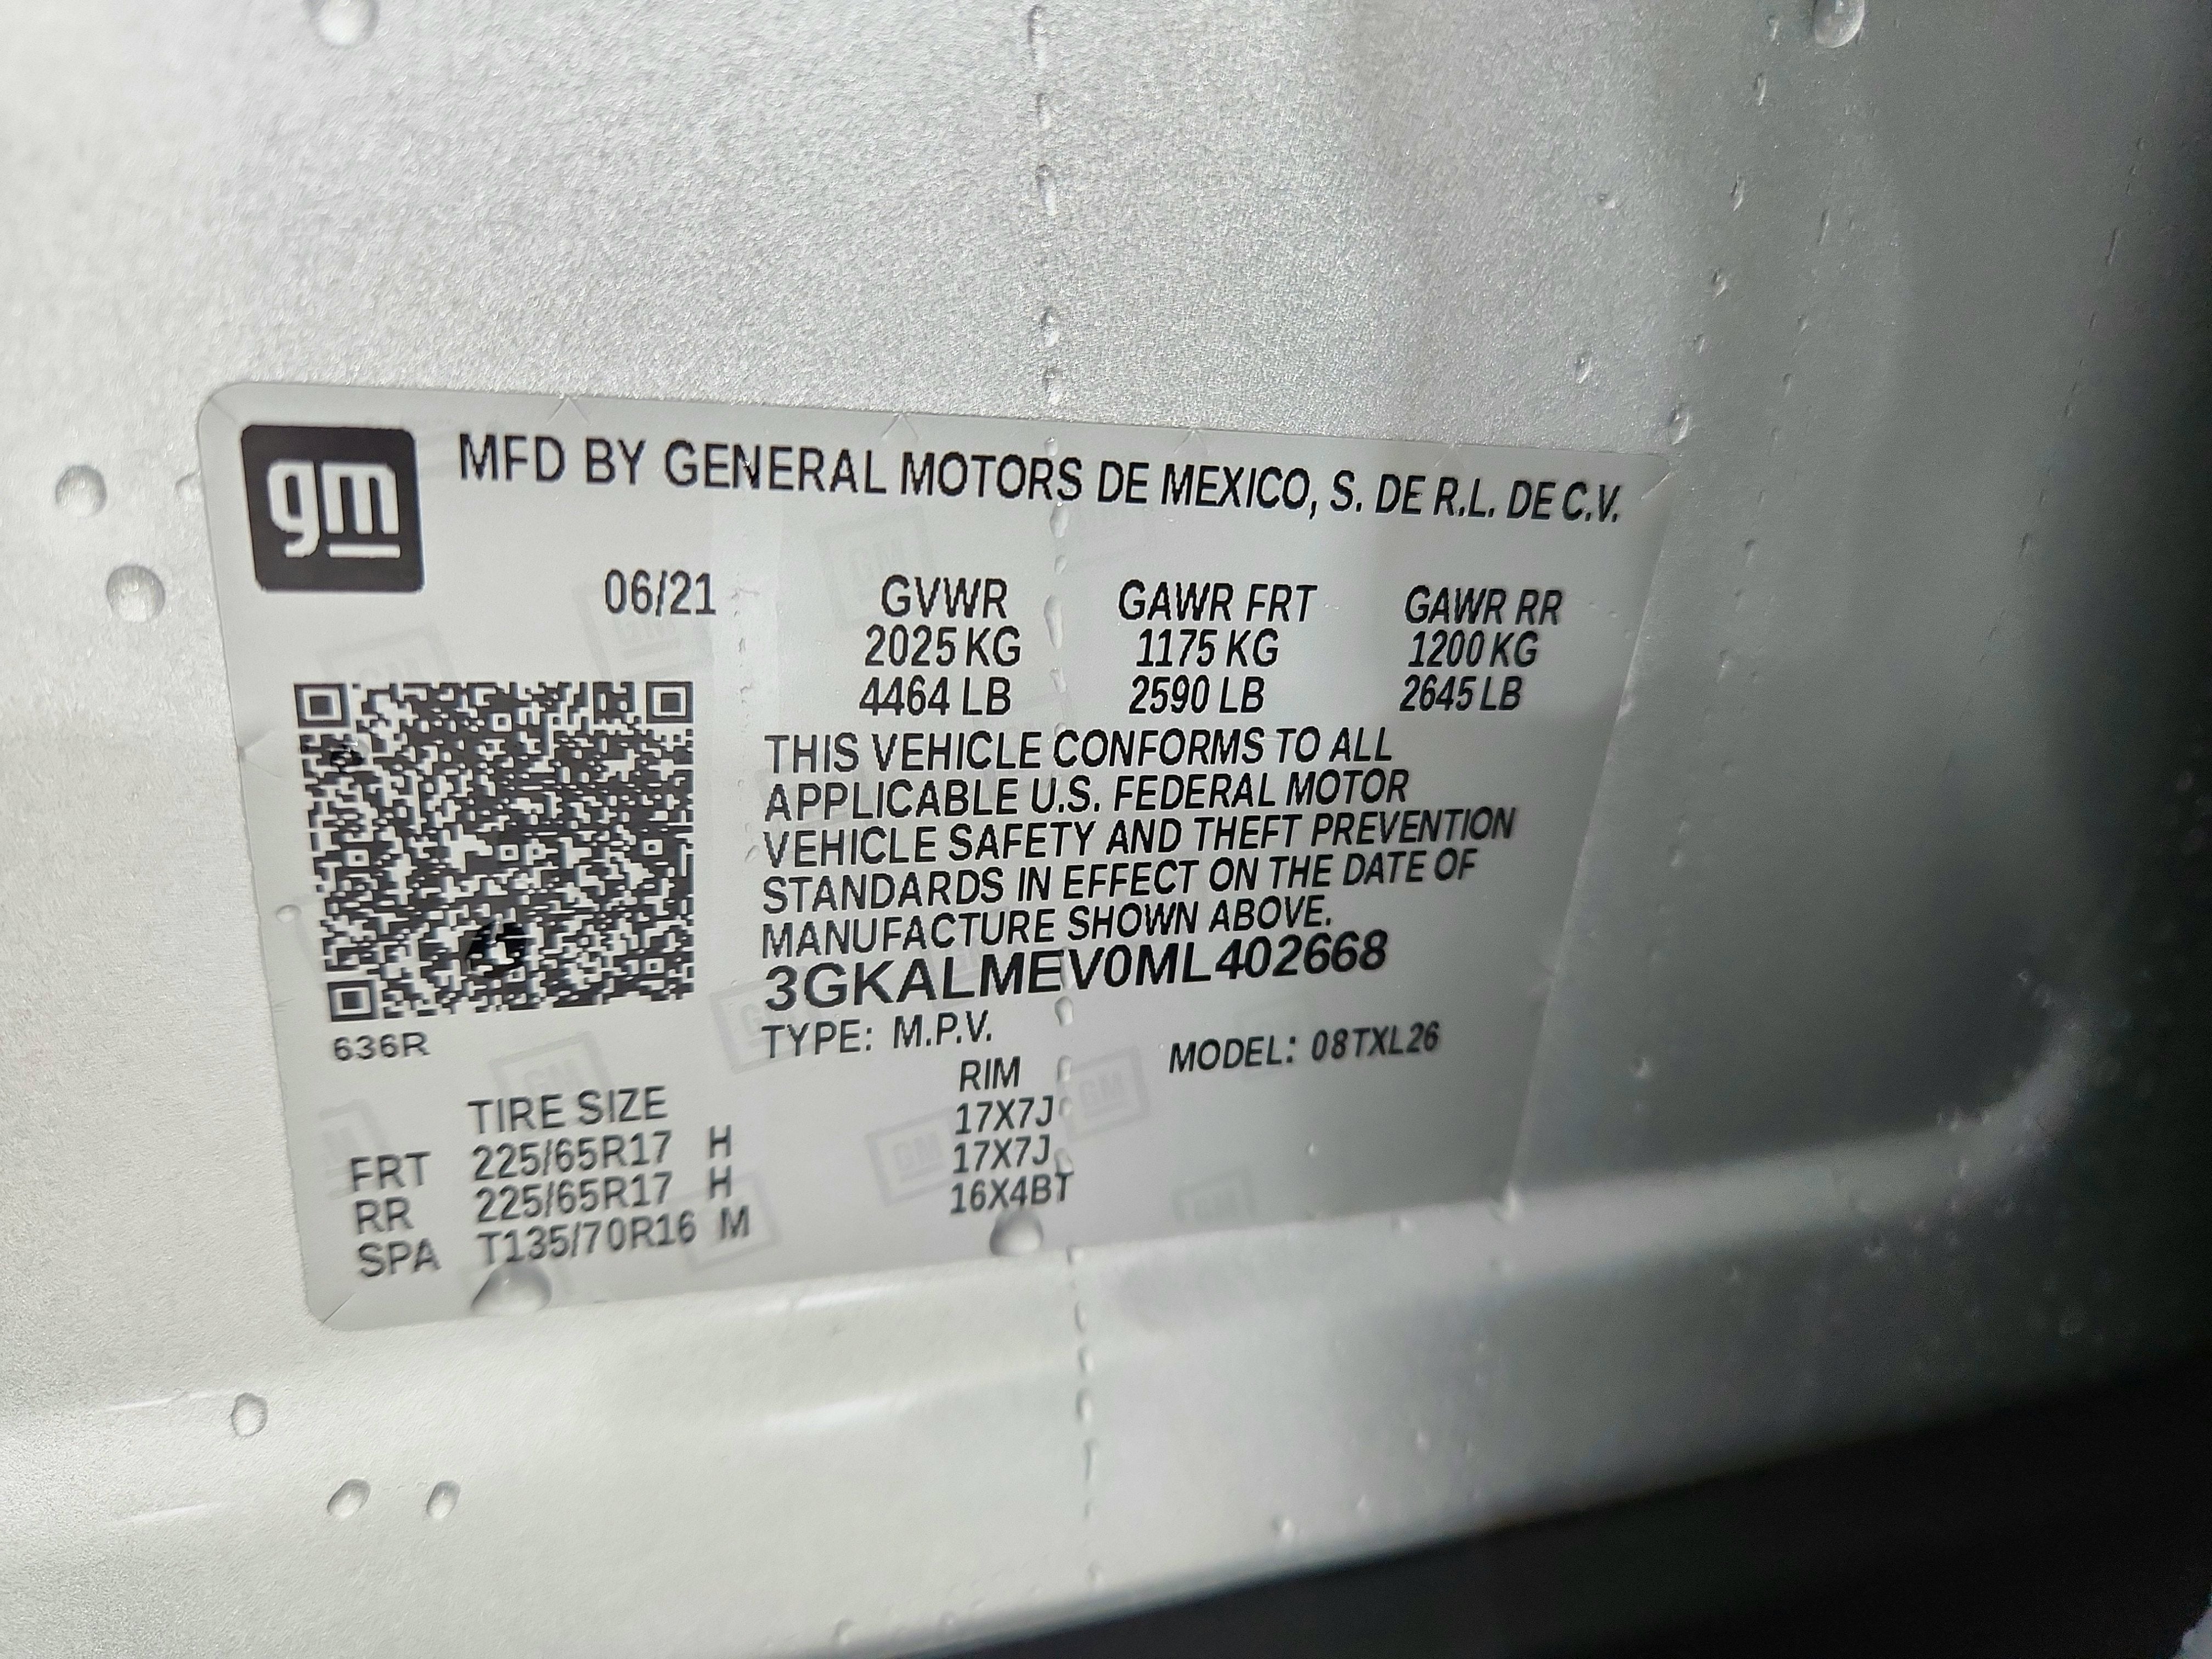 gm
MFD BY GENERAL MOTORS DE MEXICO, S. DE R.L. DE C.V.
06/21 GVWR GAWR FRT GAWR RR
2025 KG 1175 KG 1200 KG
4464 LB 2590 LB 2645 LB
THIS VEHICLE CONFORMS TO ALL
APPLICABLE U.S. FEDERAL MOTOR
VEHICLE SAFETY AND THEFT PREVENTION
STANDARDS IN EFFECT ON THE DATE OF
MANUFACTURE SHOWN ABOVE.
3GKALMEV0ML402668
636R
TYPE: M.P.V. MODEL: 08TXL26
TIRE SIZE RIM
FRT 225/65R17 H 17X7J
RR 225/65R17 H 17X7J
SPA T135/70R16 M 16X4BT